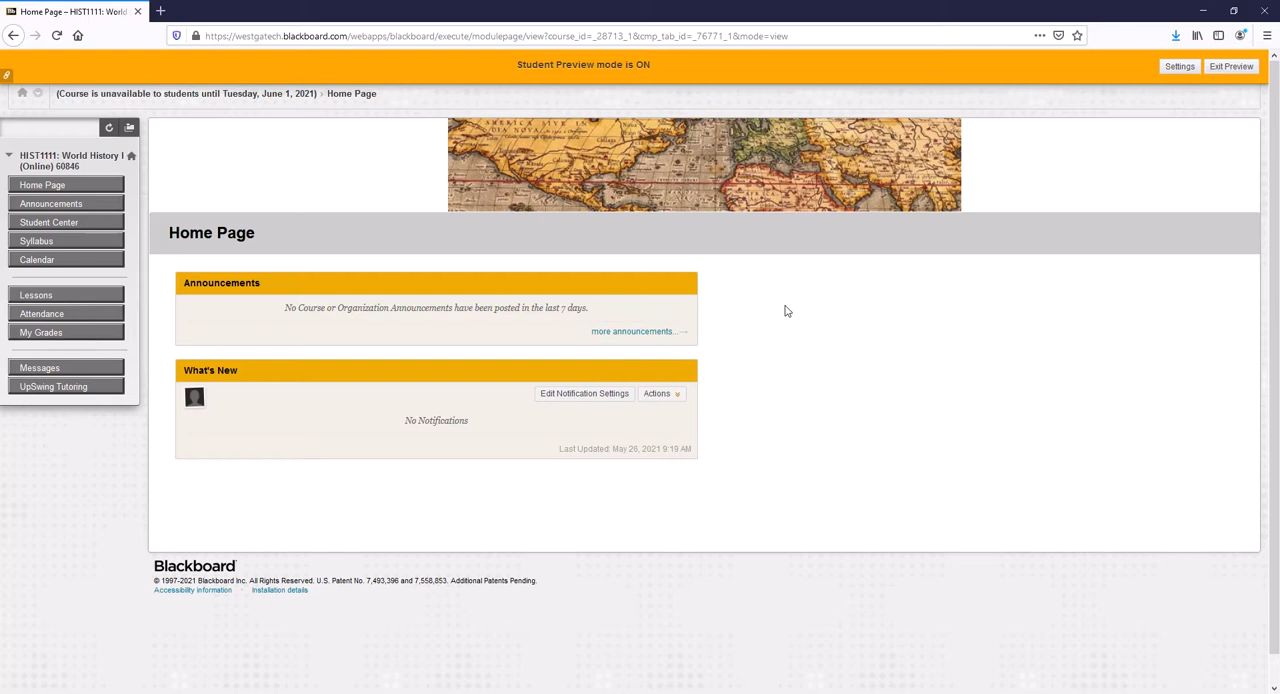 Home Page – HIST1111: World
https://westgatech.blackboard.com/webapps/blackboard/execute/modulepage/view?course_id=_28713_1&cmp_tab_id=_76771_1&mode=view
Student Preview mode is ON
Settings
Exit Preview
(Course is unavailable to students until Tuesday, June 1, 2021) > Home Page
HIST1111: World History I
(Online) 60846
Home Page
Announcements
Student Center
Syllabus
Calendar
Lessons
Attendance
My Grades
Messages
UpSwing Tutoring
Home Page
Announcements
No Course or Organization Announcements have been posted in the last 7 days.
more announcements...→
What's New
Edit Notification Settings
Actions
No Notifications
Last Updated: May 26, 2021 9:19 AM
Blackboard
© 1997-2021 Blackboard Inc. All Rights Reserved. U.S. Patent No. 7,493,396 and 7,558,853. Additional Patents Pending.
Accessibility information · Installation details